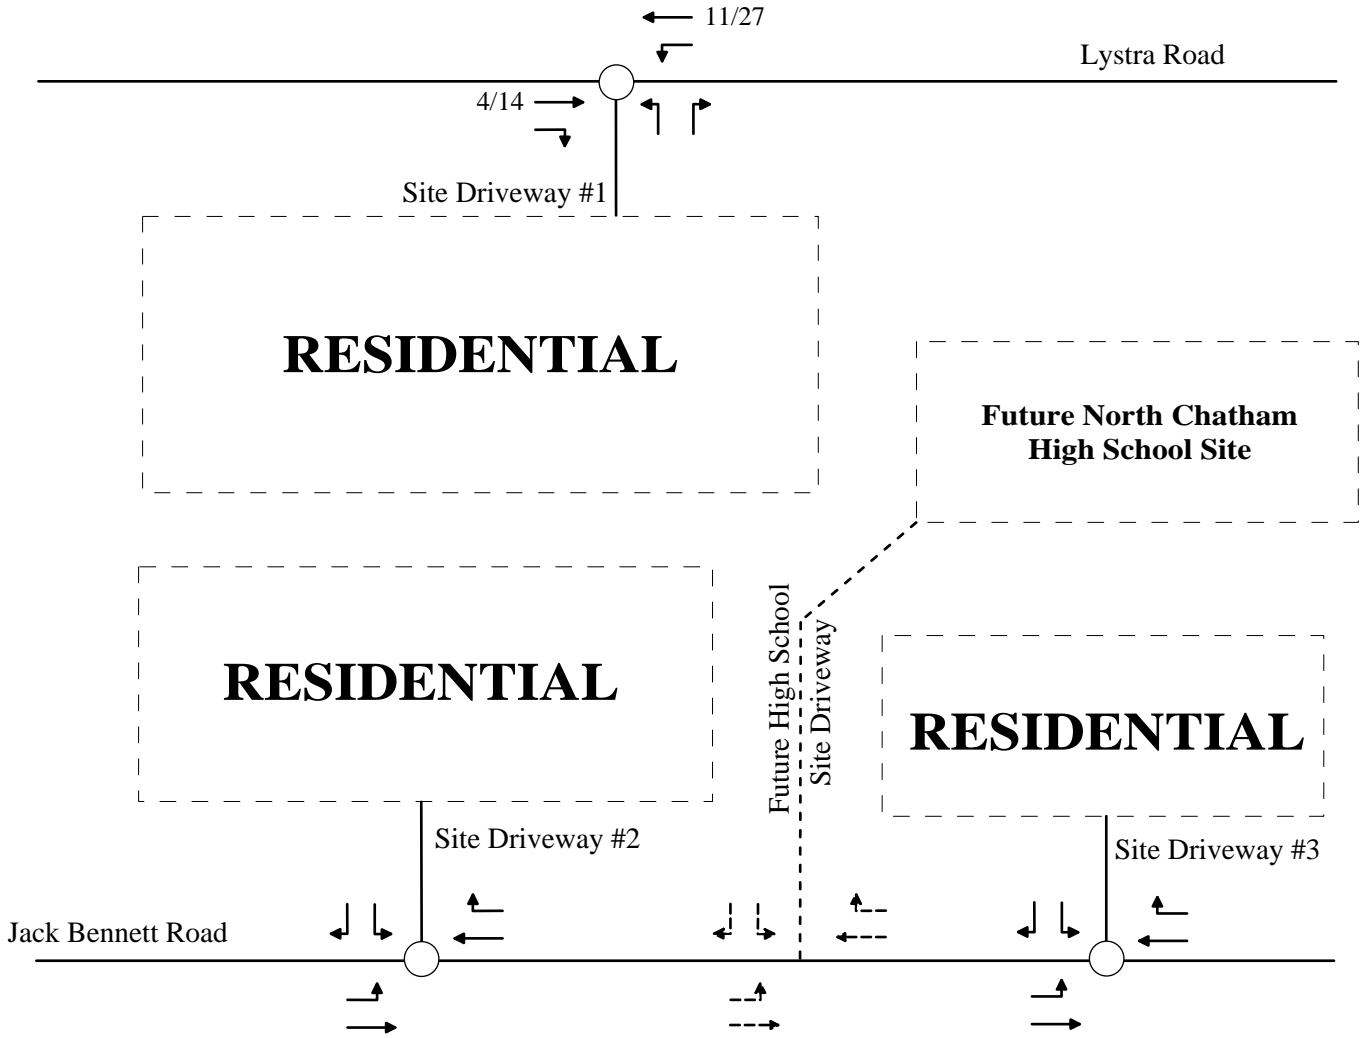 11/27
Lystra Road
4/14
Site Driveway #1
RESIDENTIAL
Future North Chatham
High School Site
RESIDENTIAL
Future High School
Site Driveway
RESIDENTIAL
Site Driveway #2
Site Driveway #3
Jack Bennett Road